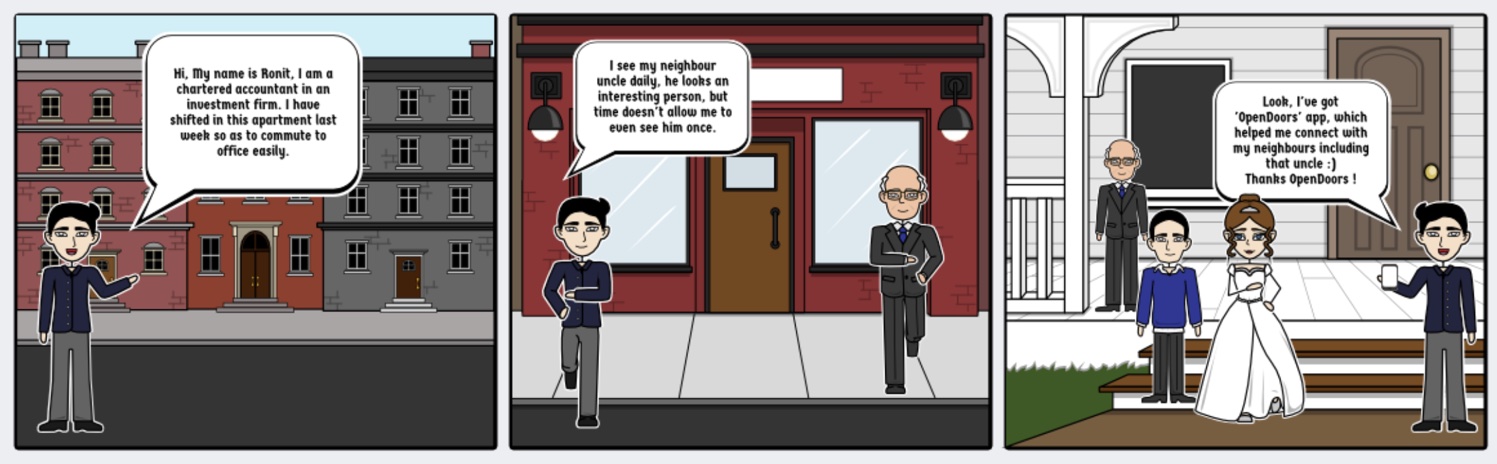 Hi, My name is Ronit, I am a
chartered accountant in an
investment firm. I have
shifted in this apartment last
week so as to commute to
office easily.
I see my neighbour
uncle daily, he looks an
interesting person, but
time doesn't allow me to
even see him once.
Look, I've got
'OpenDoors' app, which
helped me connect with
my neighbours including
that uncle :)
Thanks OpenDoors !